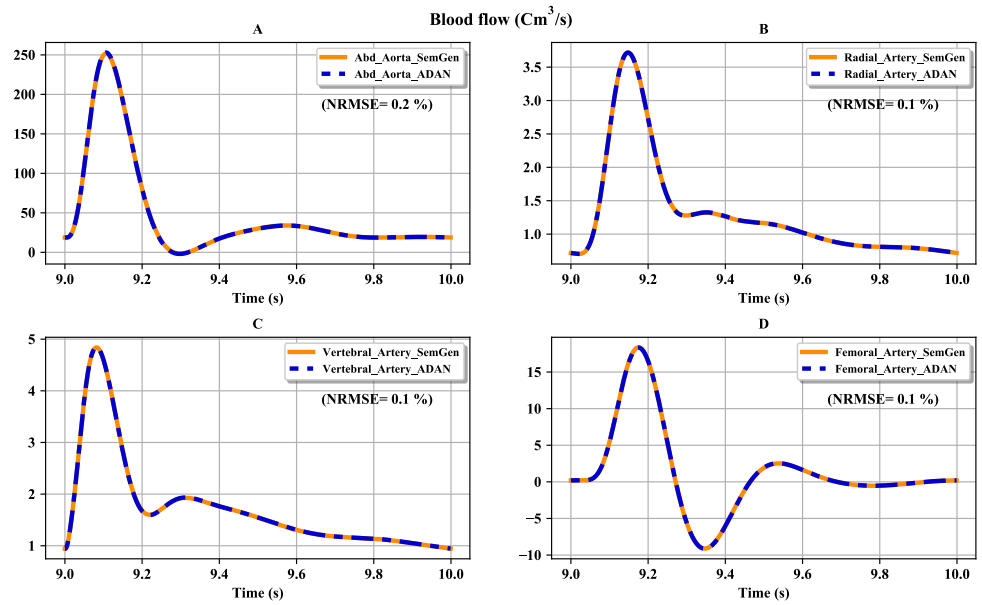 Blood flow (Cm³/s)
A
250
200
150
100
50
0
Abd_Aorta_SemGen
Abd_Aorta_ADAN
(NRMSE= 0.2 %)
9.0 9.2 9.4 9.6 9.8 10.0
Time (s)
B
3.5
3.0
2.5
2.0
1.5
1.0
Radial_Artery_SemGen
Radial_Artery_ADAN
(NRMSE= 0.1 %)
9.0 9.2 9.4 9.6 9.8 10.0
Time (s)
C
5
4
3
2
1
Vertebral_Artery_SemGen
Vertebral_Artery_ADAN
(NRMSE= 0.1 %)
9.0 9.2 9.4 9.6 9.8 10.0
Time (s)
D
15
10
5
0
−5
−10
Femoral_Artery_SemGen
Femoral_Artery_ADAN
(NRMSE= 0.1 %)
9.0 9.2 9.4 9.6 9.8 10.0
Time (s)